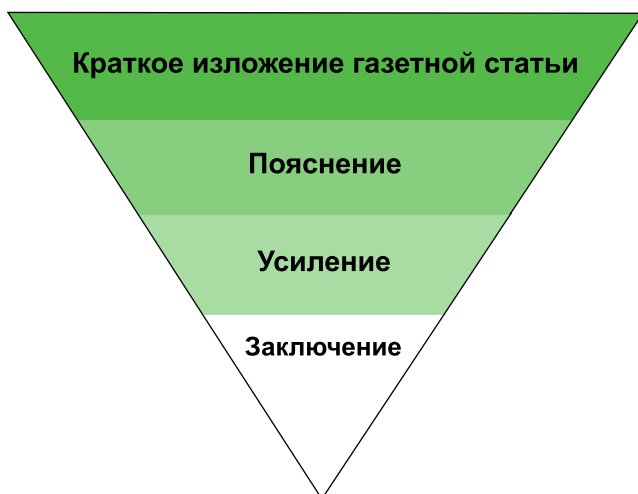 Краткое изложение газетной статьи
Пояснение
Усиление
Заключение